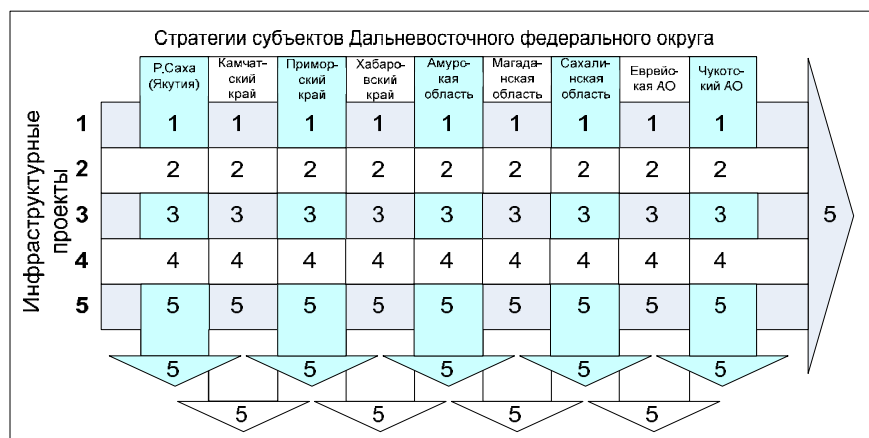 Стратегии субъектов Дальневосточного федерального округа
Р.Саха Камчат- Примор- Хабаро- Амурс- Магада- Сахали- Еврейс- Чукотс-
(Якутия) ский ский вский кая нская нская кая АО кий АО
край край край область область область
Инфраструктурные
проекты
1 1 1 1 1 1 1 1 1 1
2 2 2 2 2 2 2 2 2 2
3 3 3 3 3 3 3 3 3 3 5
4 4 4 4 4 4 4 4 4 4
5 5 5 5 5 5 5 5 5 5
5 5 5 5 5
5 5 5 5